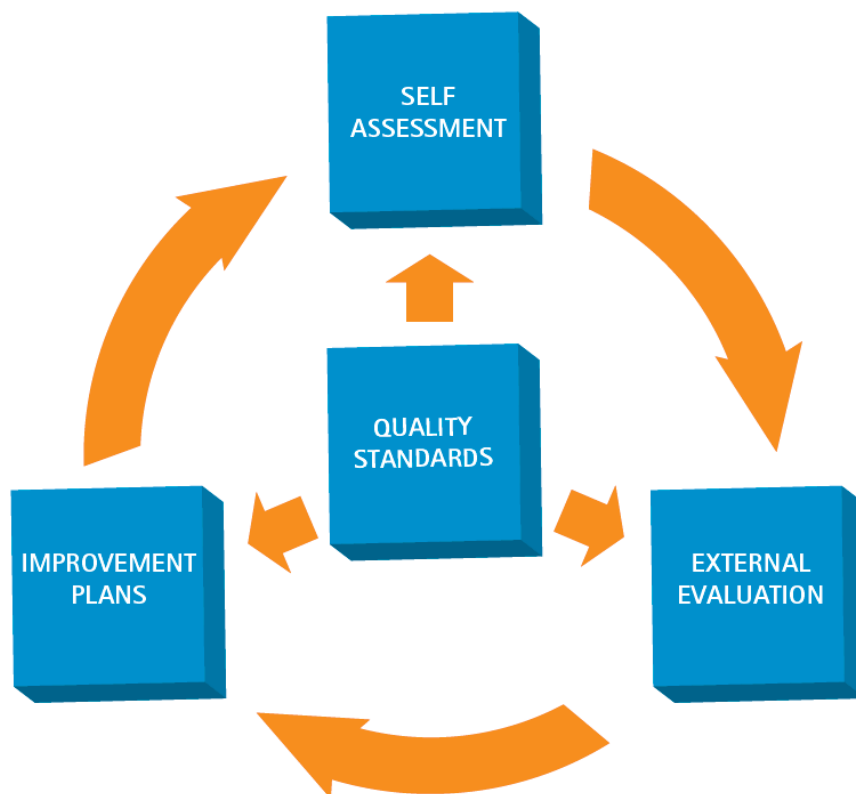 SELF
ASSESSMENT
QUALITY
STANDARDS
IMPROVEMENT
PLANS
EXTERNAL
EVALUATION